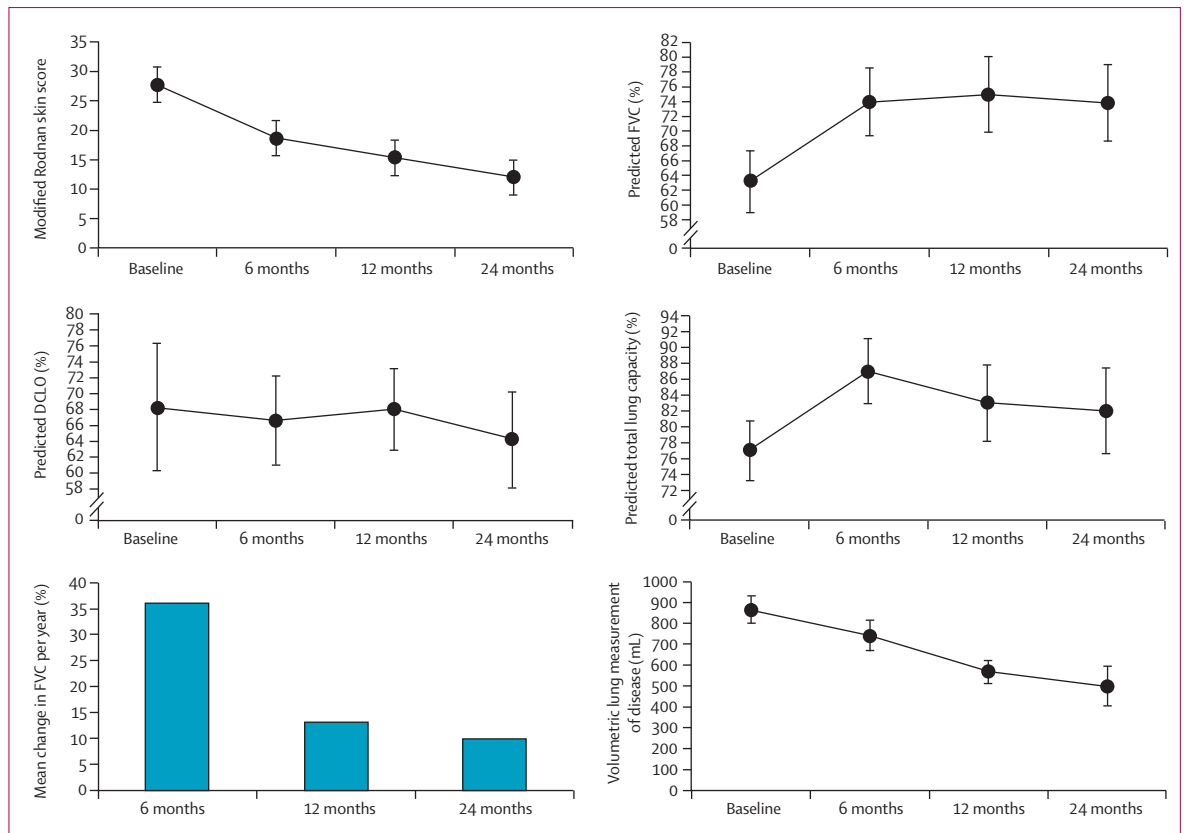 Modified Rodnan skin score
35
30
25
20
15
10
5
0
Baseline
6 months
12 months
24 months
Predicted FVC (%)
82
80
78
76
74
72
70
68
66
64
62
60
58
0
Baseline
6 months
12 months
24 months
Predicted DCLO (%)
80
78
76
74
72
70
68
66
64
62
60
58
0
Baseline
6 months
12 months
24 months
Predicted total lung capacity (%)
94
92
90
88
86
84
82
80
78
76
74
72
0
Baseline
6 months
12 months
24 months
Mean change in FVC per year (%)
40
35
30
25
20
15
10
5
0
6 months
12 months
24 months
Volumetric lung measurement
of disease (mL)
1000
900
800
700
600
500
400
300
200
100
0
Baseline
6 months
12 months
24 months